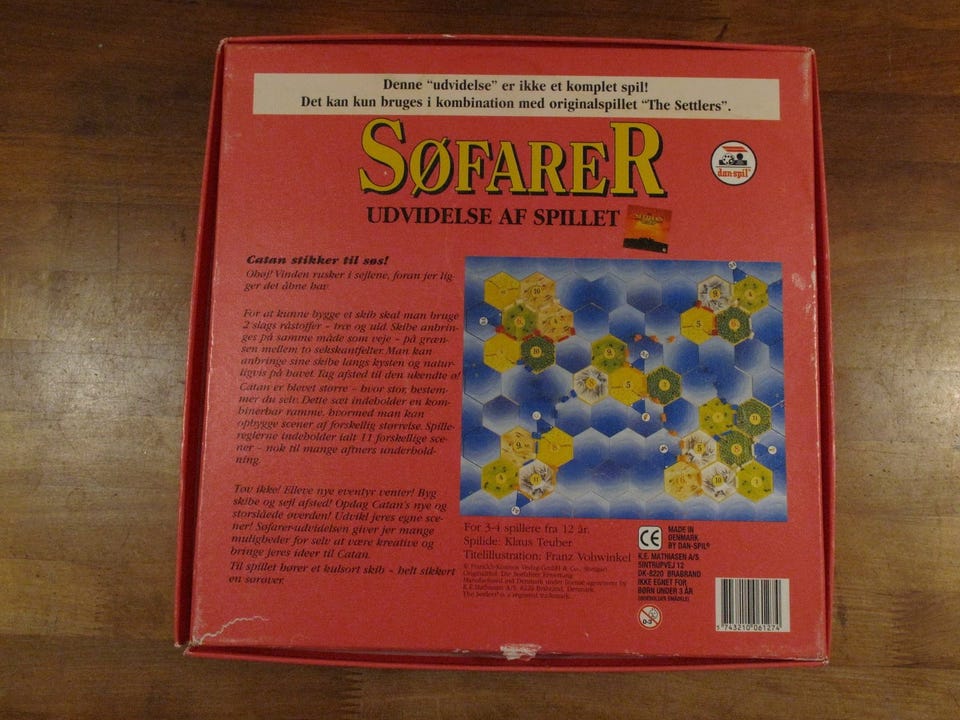 Denne "udvidelse" er ikke et komplet spil!
Det kan kun bruges i kombination med originalspillet "The Settlers".
SØFARER
dan-spil
UDVIDELSE AF SPILLET
Catan stikker til søs!
Ohøj! Vinden rusker i sejlene, foran jer lig-
ger det åbne hav
For at kunne bygge et skib skal man bruge
2 slags råstoffer - træ og uld. Skibe anbrin-
ges på samme måde som veje - på græn-
sen mellem to sekskantfelter. Man kan
anbringe sine skibe langs kysten og natur-
ligvis på havet. Tag afsted til den ukendte ø!
Catan er blevet større - hvor stor, bestem-
mer du selv. Dette sæt indeholder en kom-
binerbar ramme, hvormed man kan
opbygge scener af forskellig størrelse. Spille-
reglerne indeholder ialt 11 forskellige sce-
ner - nok til mange aftners underhold-
ning.
Tøv ikke! Elleve nye eventyr venter! Byg
skibe og sejl afsted! Opdag Catan's nye og
storslåede øverden! Udvikl jeres egne sce-
ner! Søfarer-udvidelsen giver jer mange
muligheder for selv at være kreative og
bringe jeres ideer til Catan.
Til spillet hører et kulsort skib - helt sikkert
en sørøver.
For 3-4 spillere fra 12 år.
Spilide: Klaus Teuber
Titelillustration: Franz Vohwinkel
CE
MADE IN
DENMARK
BY DAN-SPIL®
K.E. MATHIASEN A/S
SINTRUPVEJ 12
DK-8220 BRABRAND
IKKE EGNET FOR
BØRN UNDER 3 ÅR
0-3
5 743210 061274